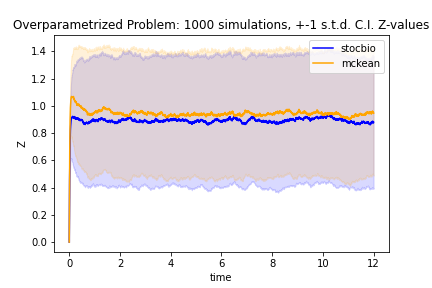 Overparametrized Problem: 1000 simulations, +-1 s.t.d. C.I. Z-values
stocbio
mckean
1.4
1.2
1.0
0.8
0.6
0.4
0.2
0.0
Z
0 2 4 6 8 10 12
time